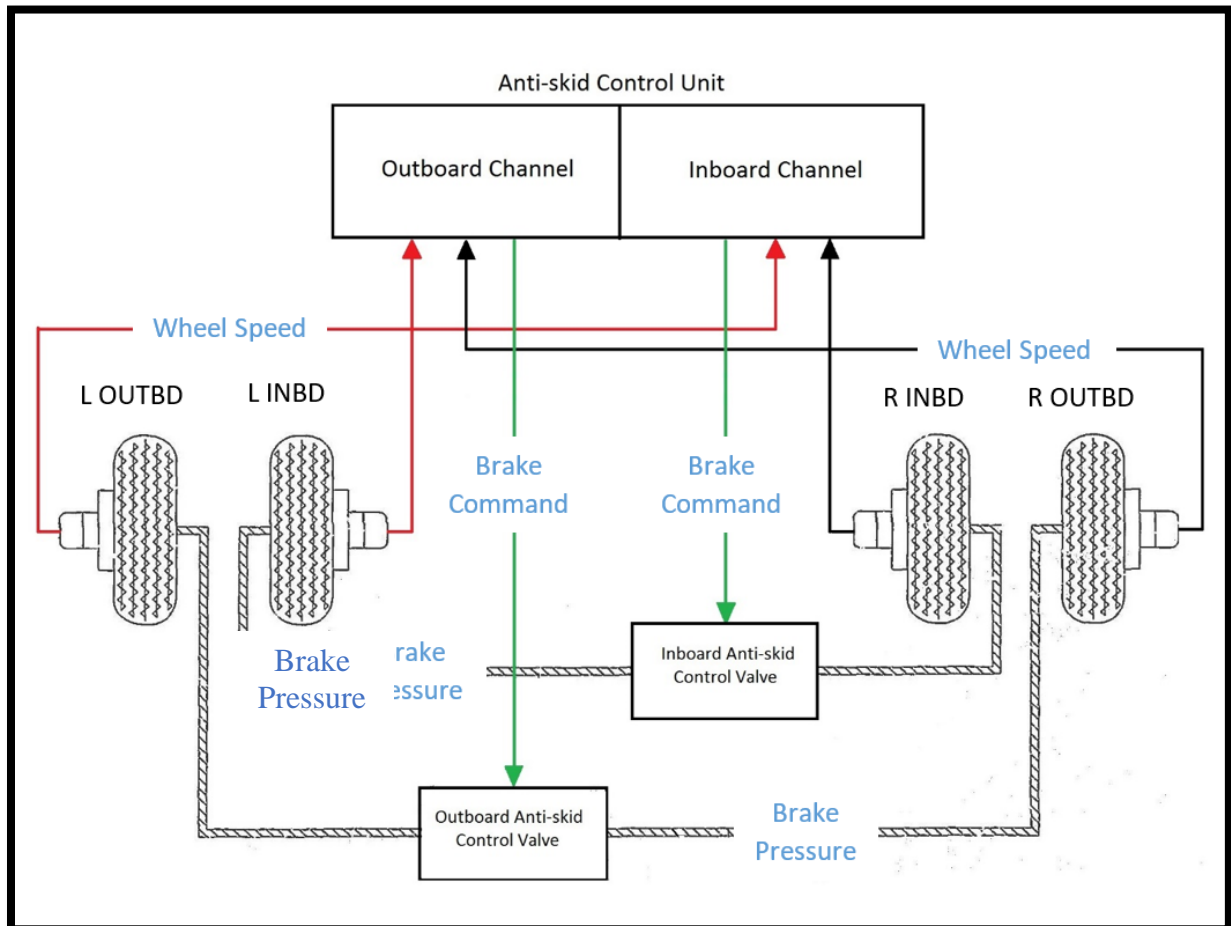 Anti-skid Control Unit
Outboard Channel
Inboard Channel
Wheel Speed
Wheel Speed
L OUTBD
L INBD
R INBD
R OUTBD
Brake
Command
Brake
Command
Brake
Pressure
Inboard Anti-skid
Control Valve
Outboard Anti-skid
Control Valve
Brake
Pressure